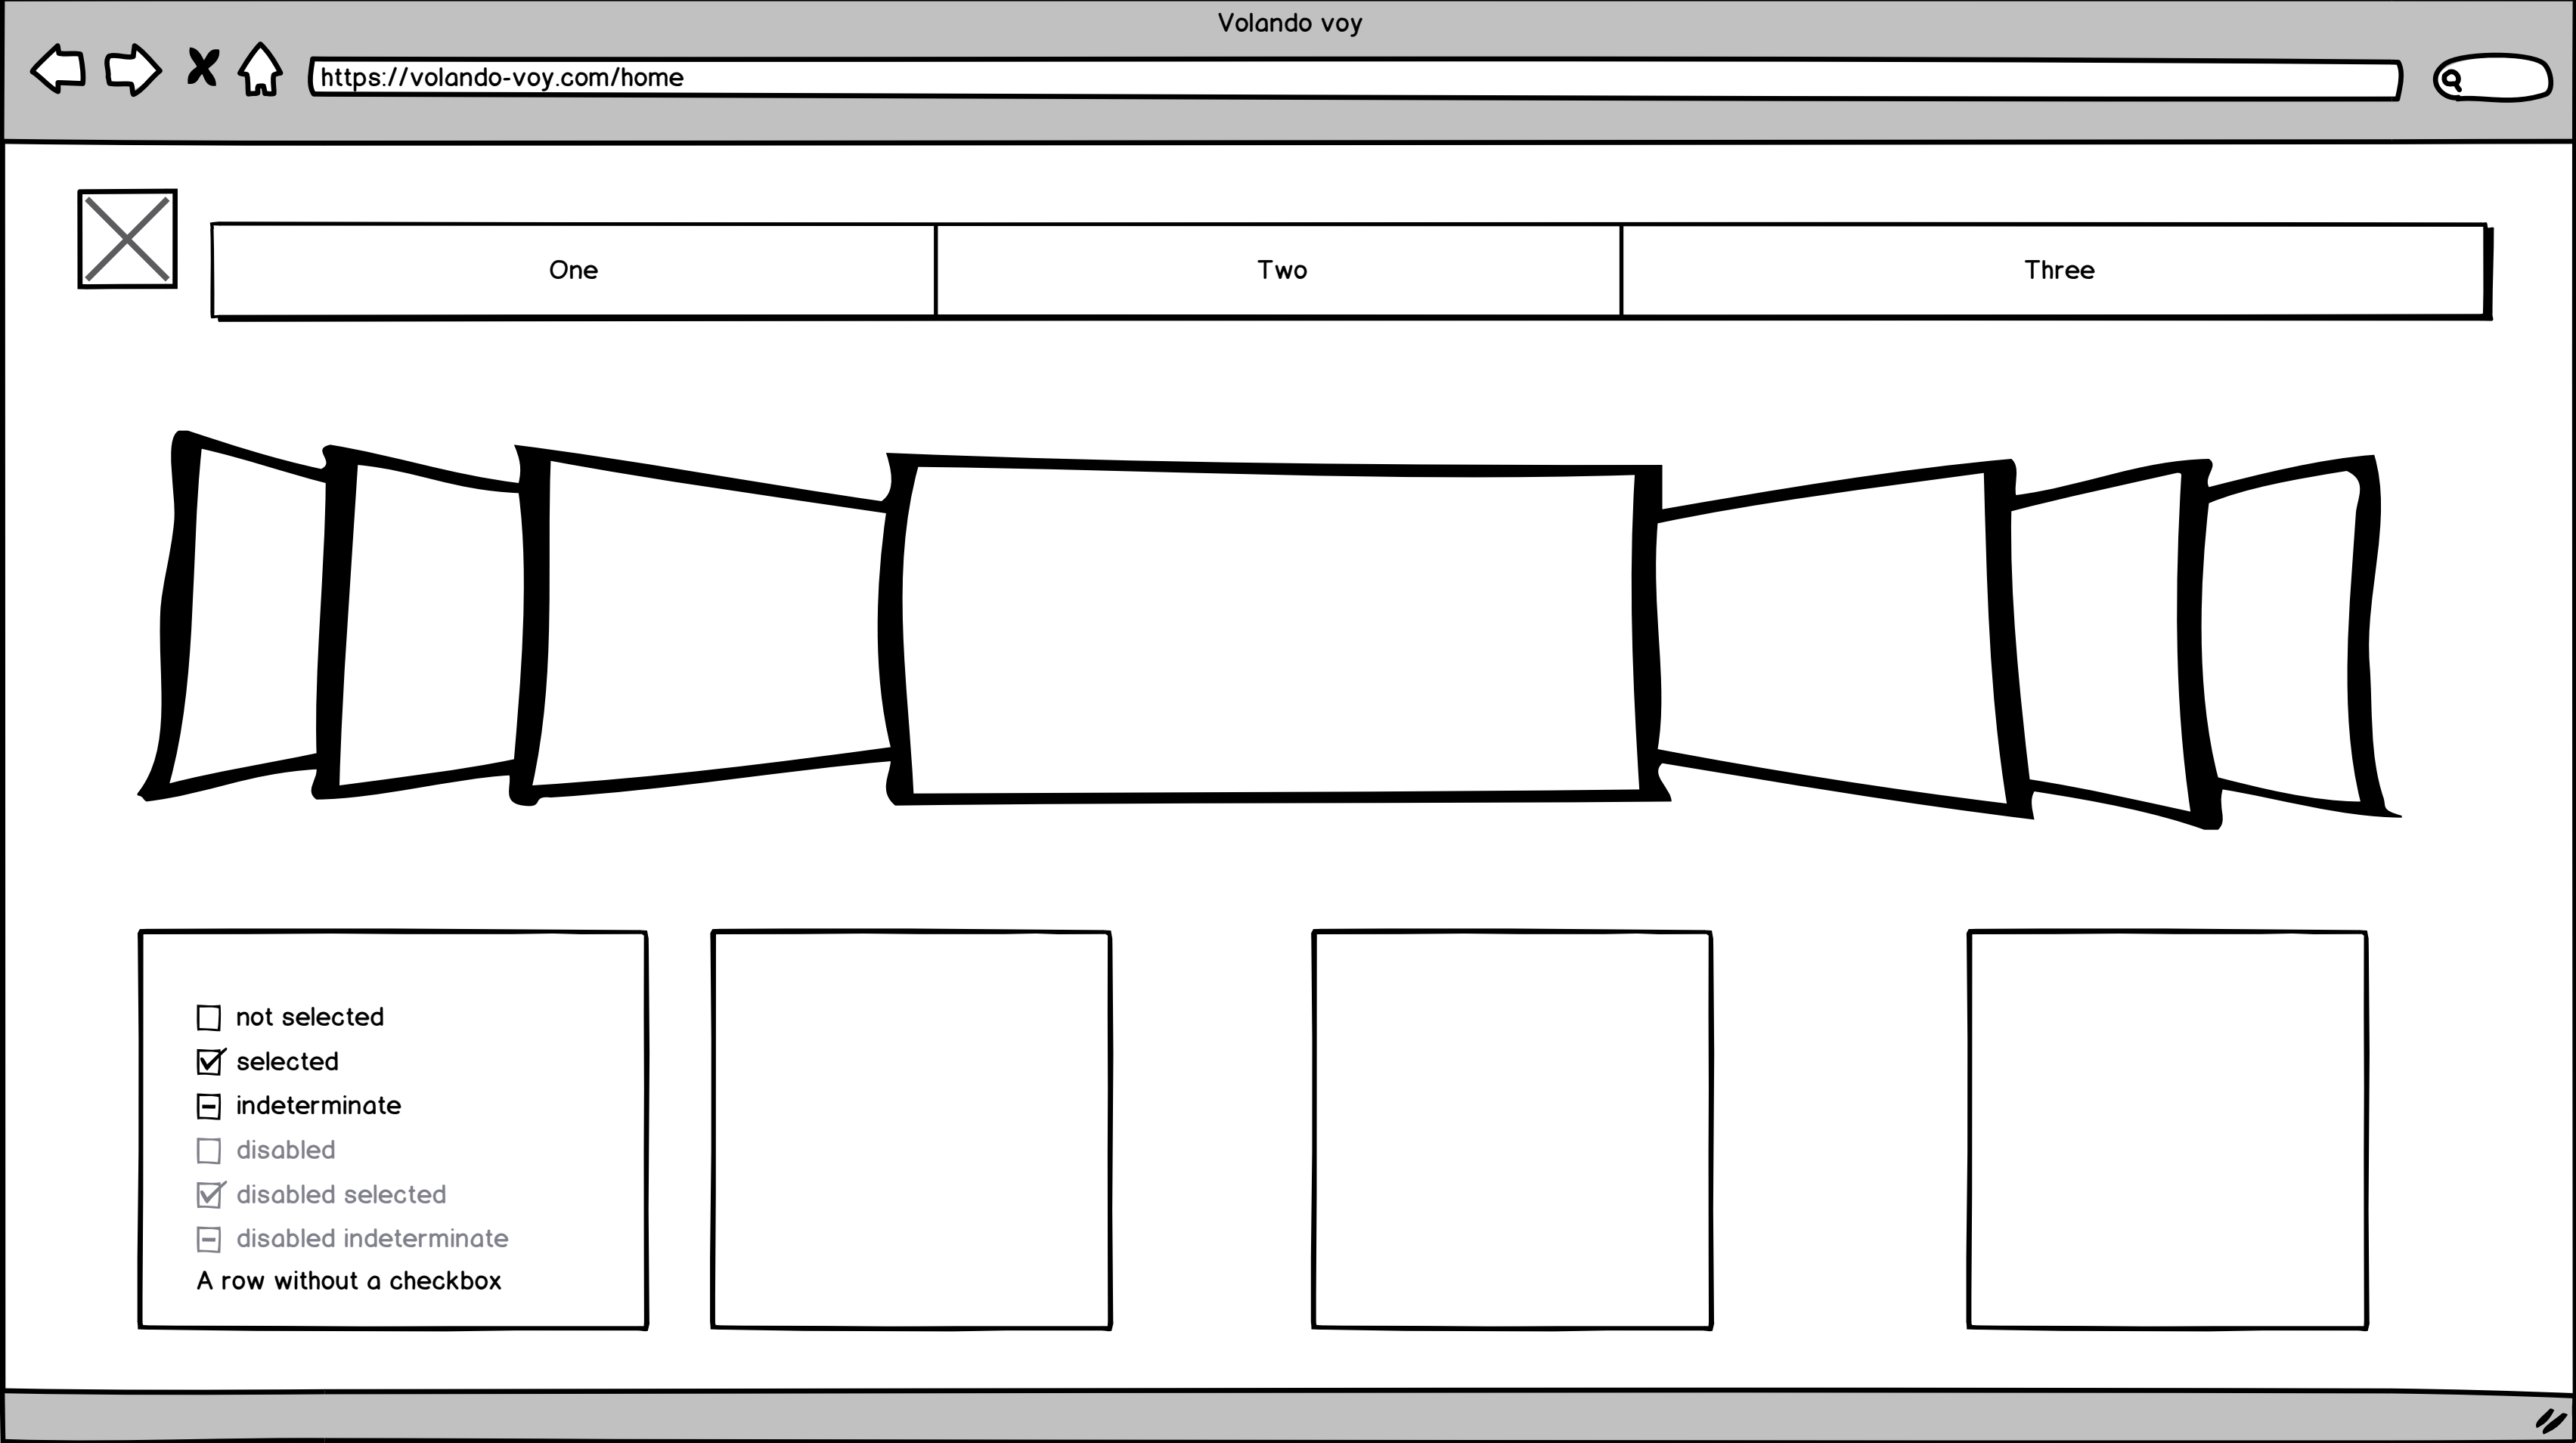 Volando voy
https://volando-voy.com/home
One
Two
Three
not selected
selected
indeterminate
disabled
disabled selected
disabled indeterminate
A row without a checkbox